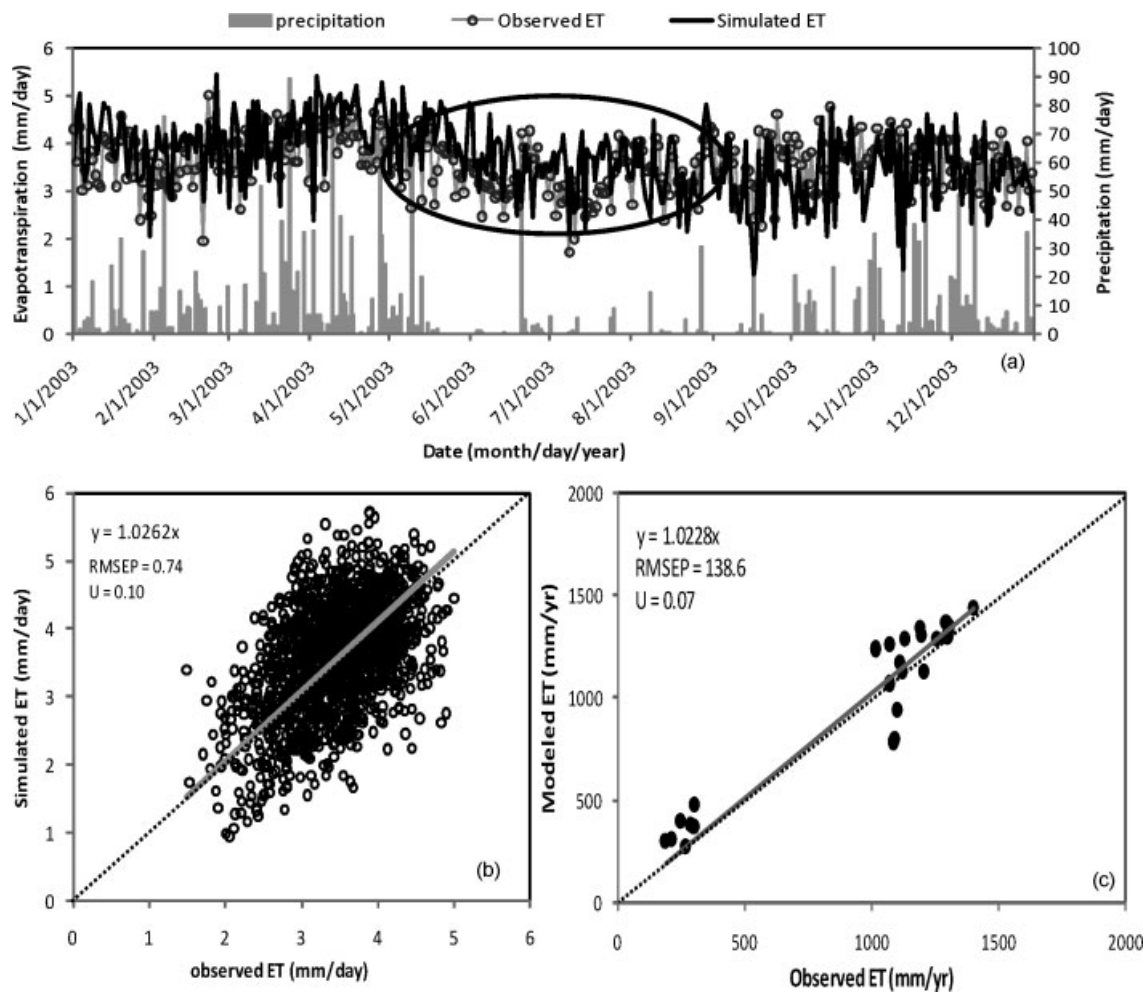 precipitation Observed ET Simulated ET
6 5 4 3 2 1 0
Evapotranspiration (mm/day)
100 90 80 70 60 50 40 30 20 10 0
Precipitation (mm/day)
1/1/2003 2/1/2003 3/1/2003 4/1/2003 5/1/2003 6/1/2003 7/1/2003 8/1/2003 9/1/2003 10/1/2003 11/1/2003 12/1/2003
(a)
Date (month/day/year)
6 5 4 3 2 1 0
Simulated ET (mm/day)
y = 1.0262x
RMSEP = 0.74
U = 0.10
(b)
0 1 2 3 4 5 6
observed ET (mm/day)
2000 1500 1000 500 0
Modeled ET (mm/yr)
y = 1.0228x
RMSEP = 138.6
U = 0.07
(c)
0 500 1000 1500 2000
Observed ET (mm/yr)